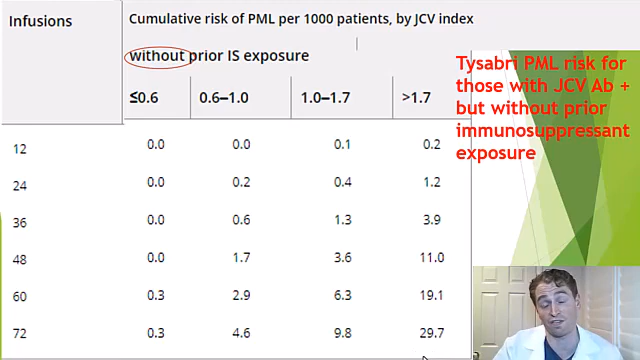 Infusions
Cumulative risk of PML per 1000 patients, by JCV index
without prior IS exposure
≤0.6 0.6–1.0 1.0–1.7 >1.7
12 0.0 0.0 0.1 0.2
24 0.0 0.2 0.4 1.2
36 0.0 0.6 1.3 3.9
48 0.0 1.7 3.6 11.0
60 0.3 2.9 6.3 19.1
72 0.3 4.6 9.8 29.7
Tysabri PML risk for
those with JCV Ab +
but without prior
immunosuppressant
exposure